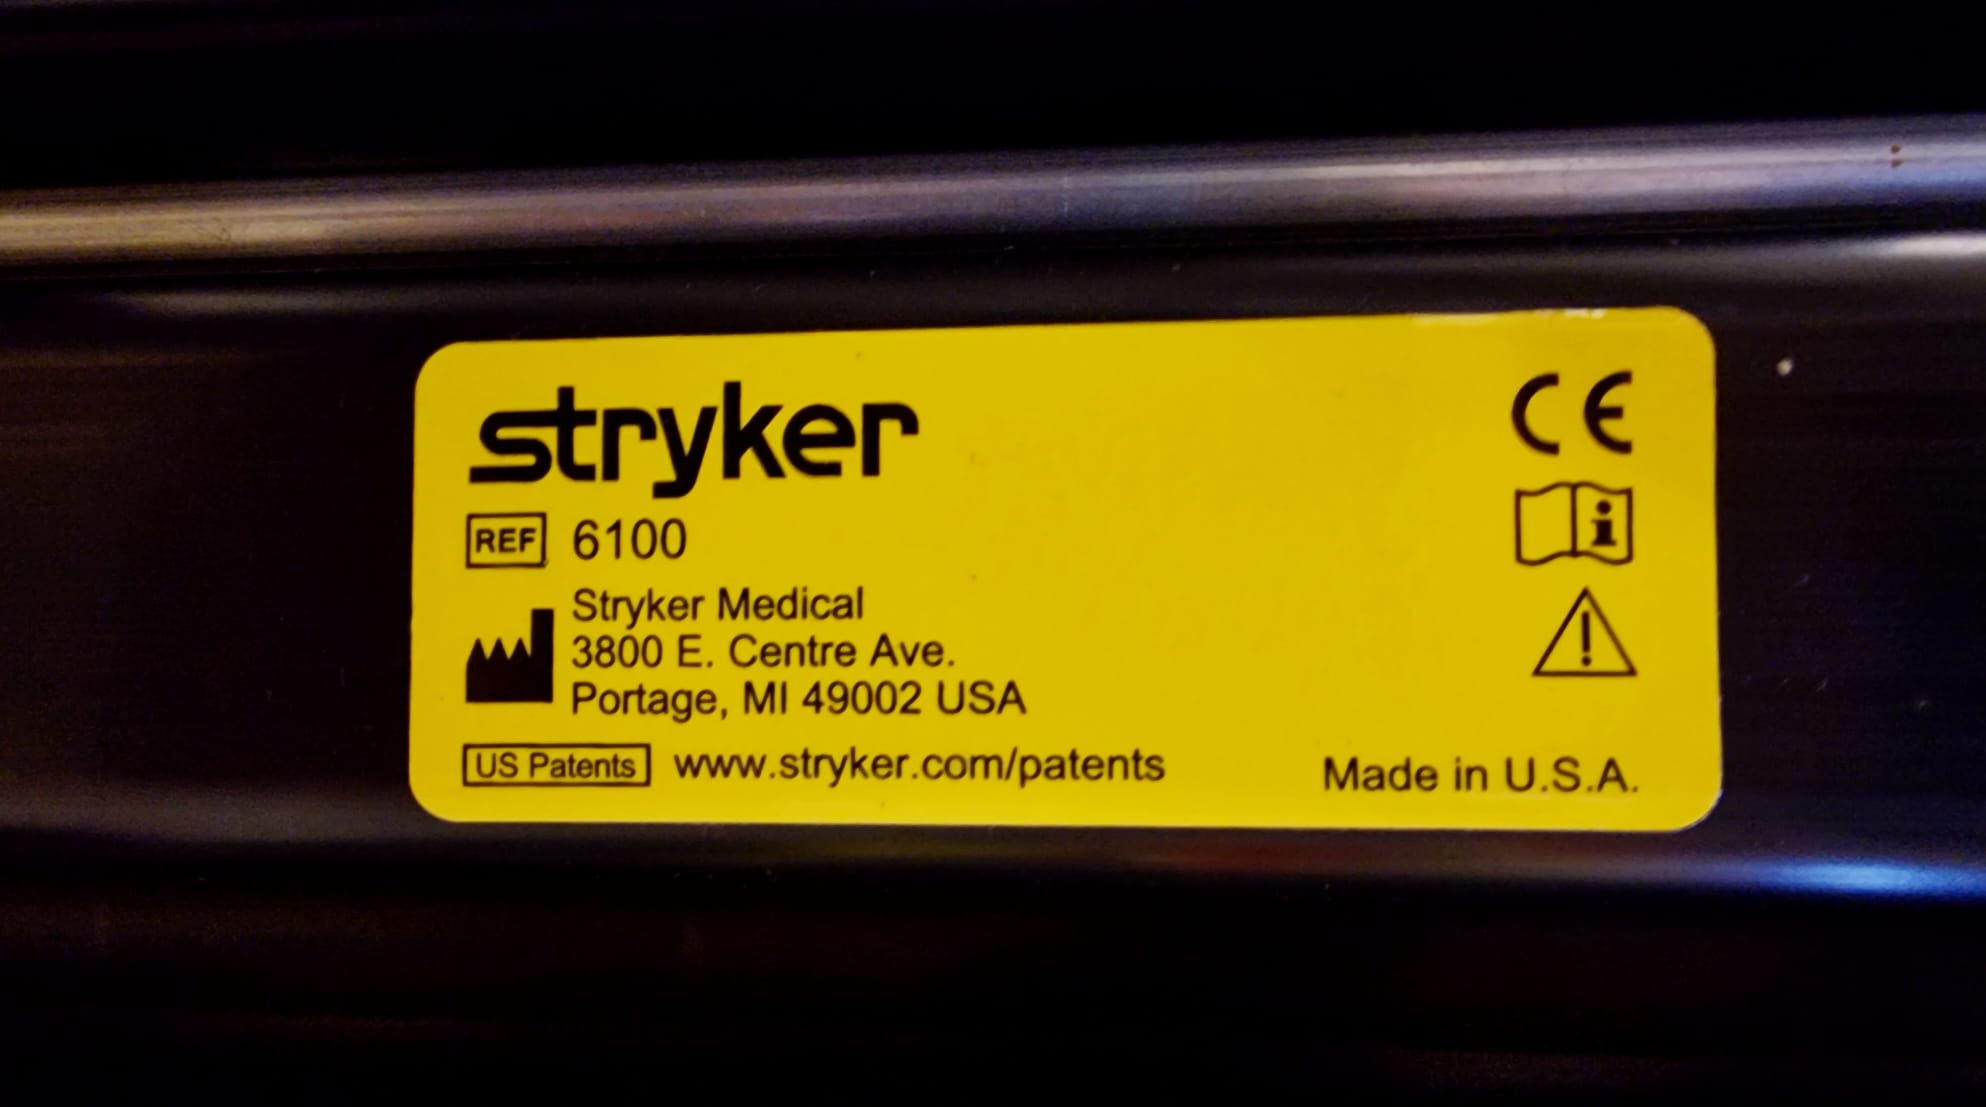 stryker
REF 6100
Stryker Medical
3800 E. Centre Ave.
Portage, MI 49002 USA
US Patents www.stryker.com/patents
CE
i
!
Made in U.S.A.